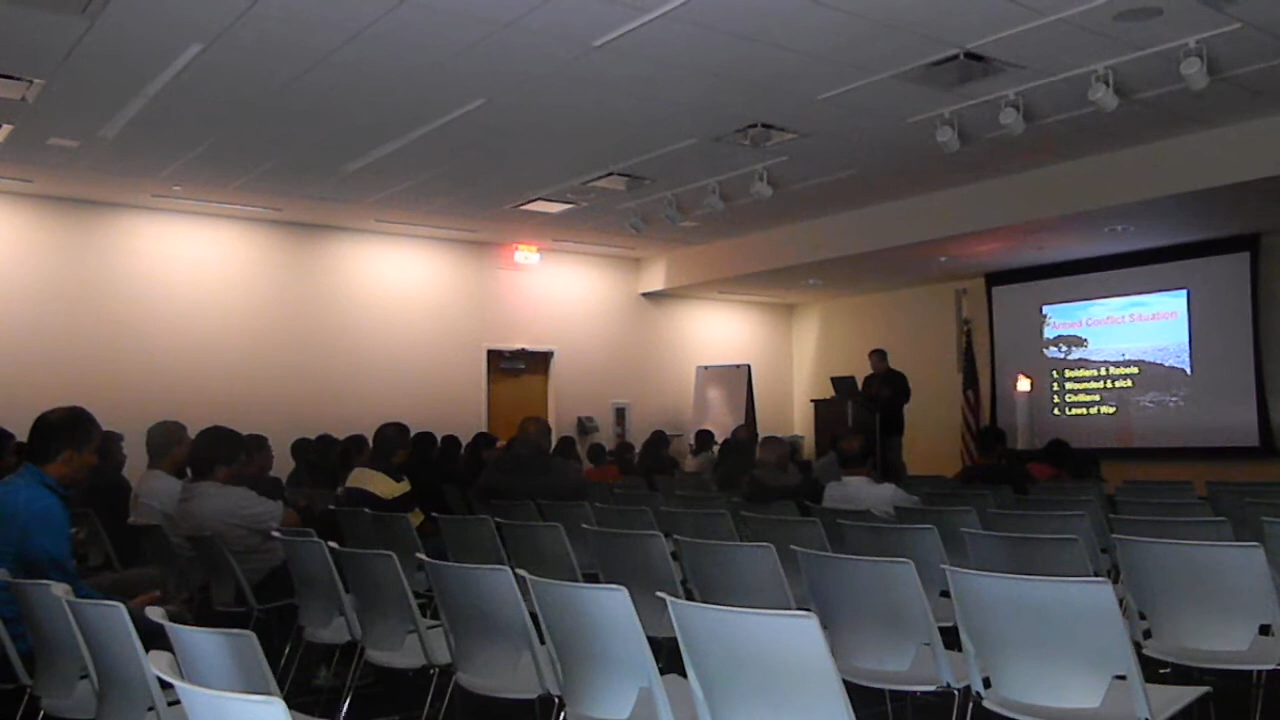 Armed Conflict Situation
1. Soldiers & Rebels
2. Wounded & sick
3. Civilians
4. Laws of War